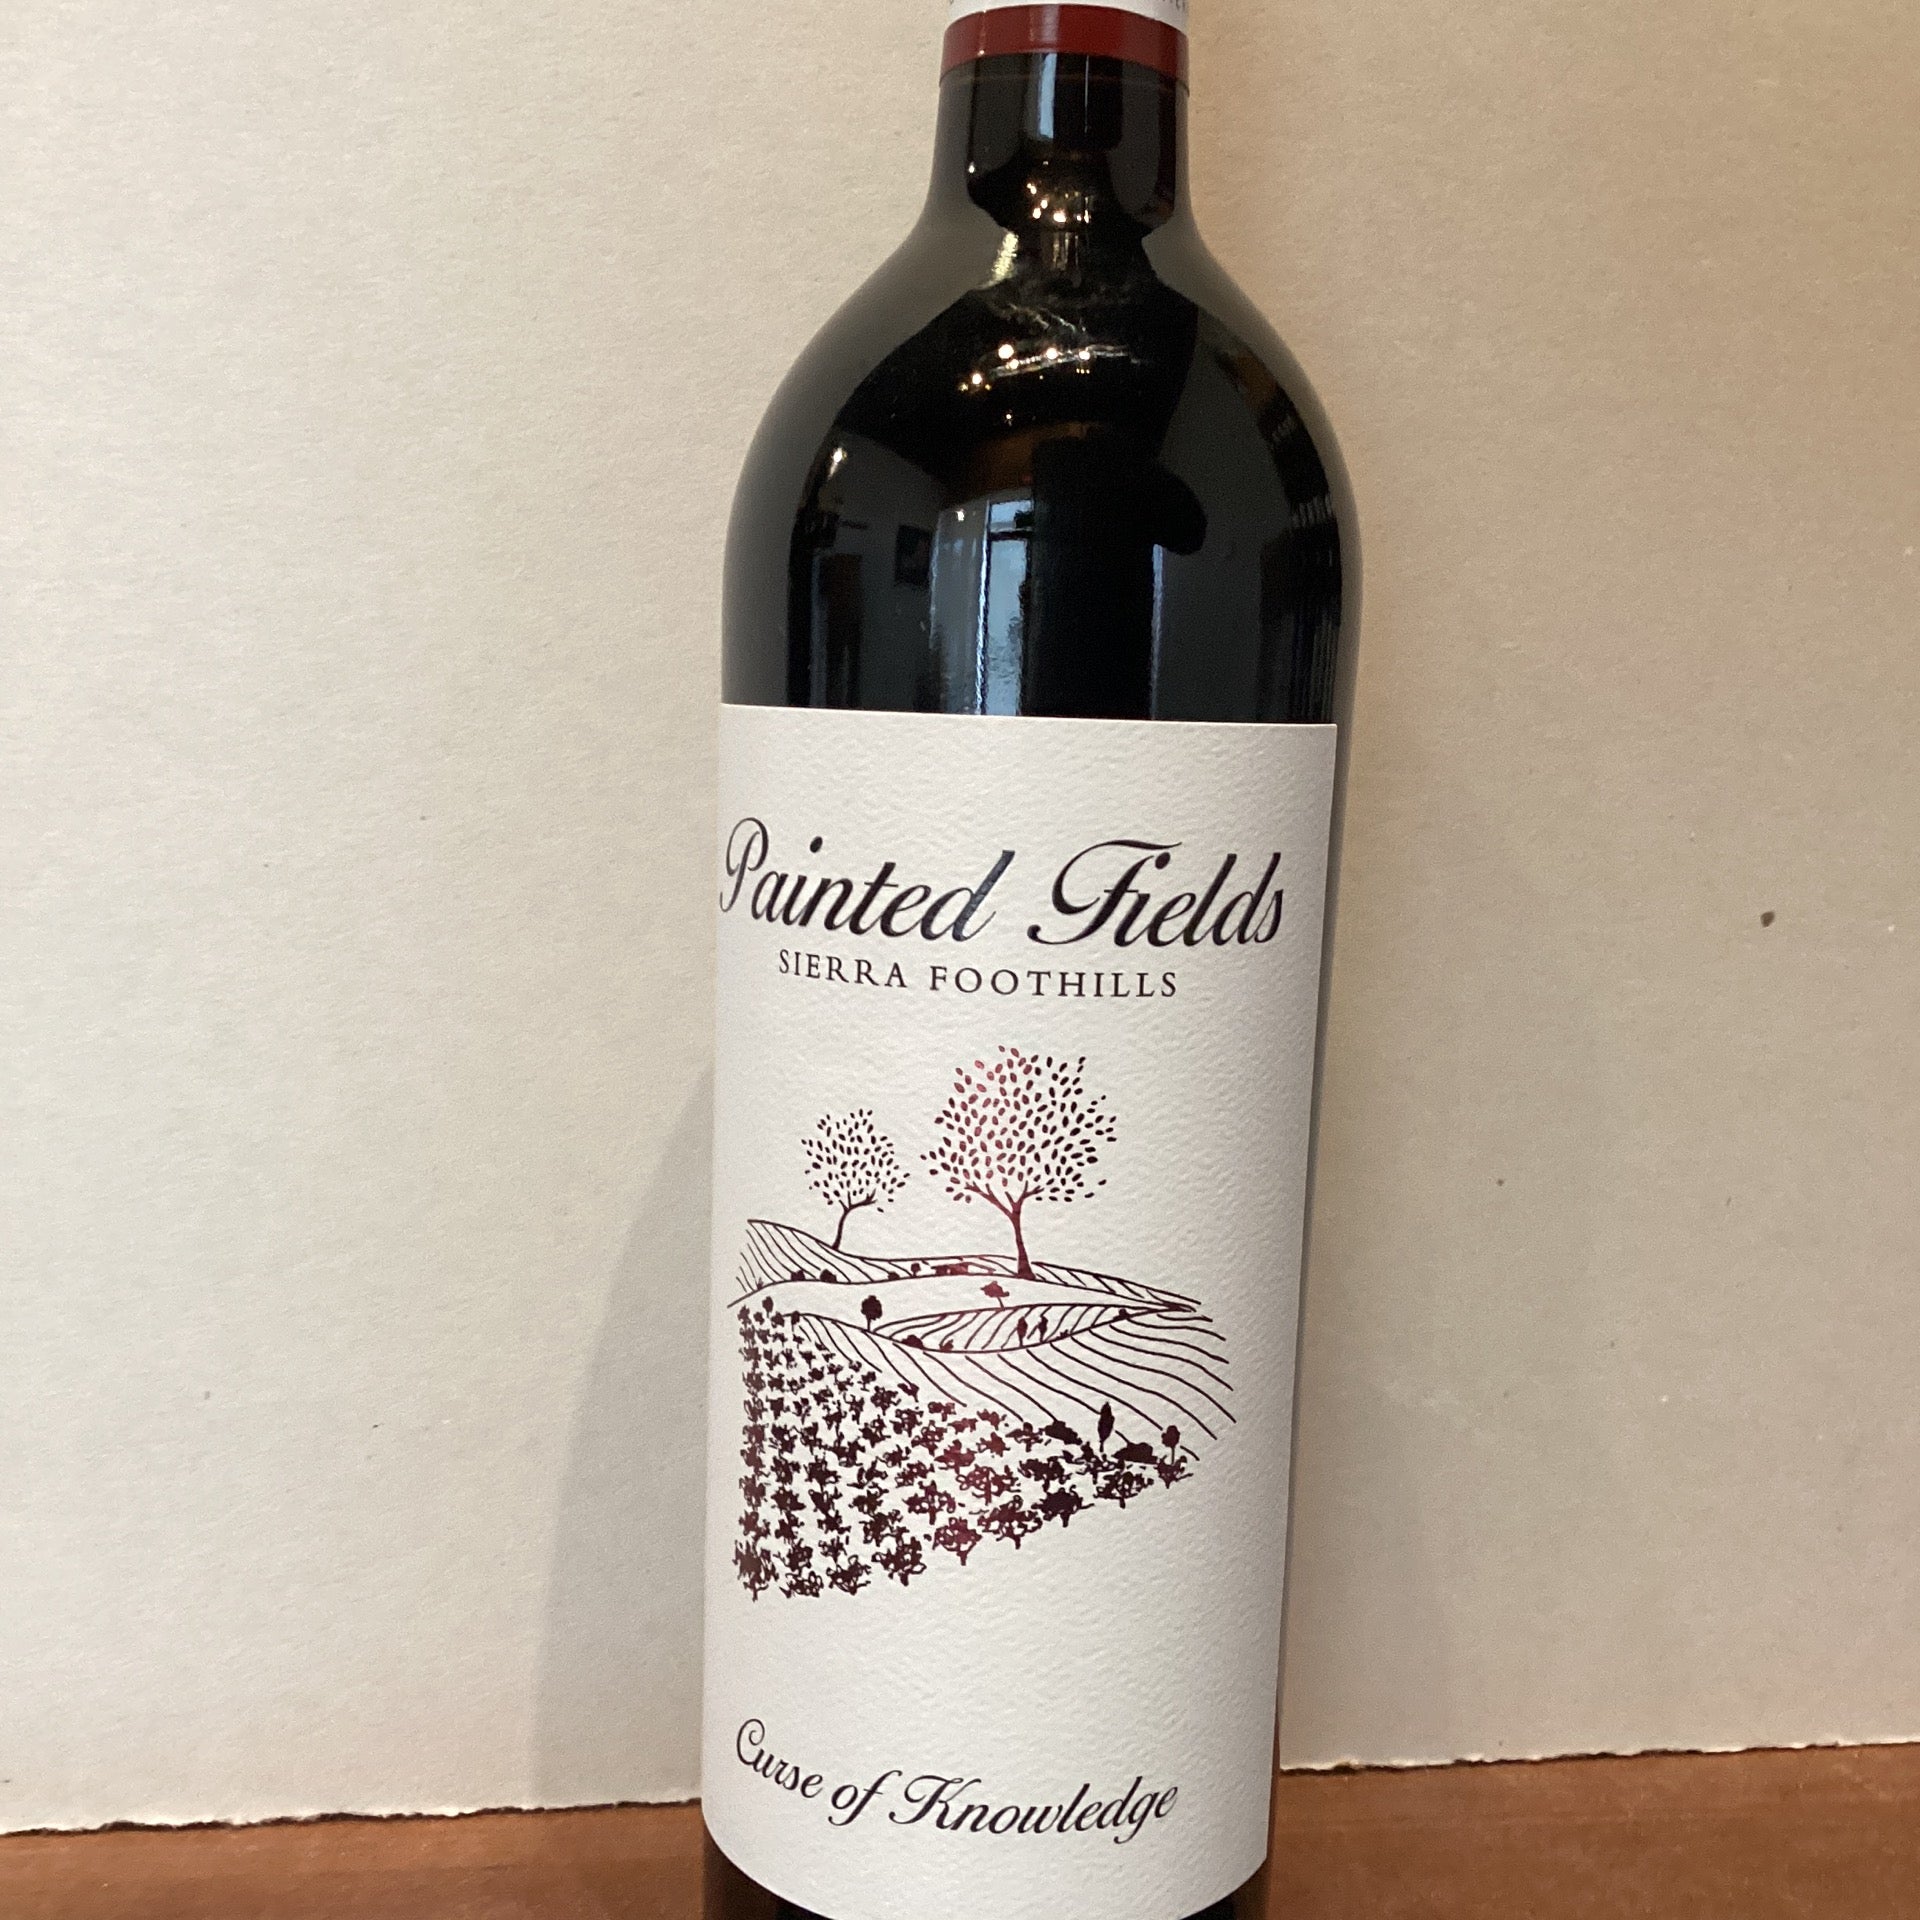 Painted Fields
SIERRA FOOTHILLS
Curse of Knowledge